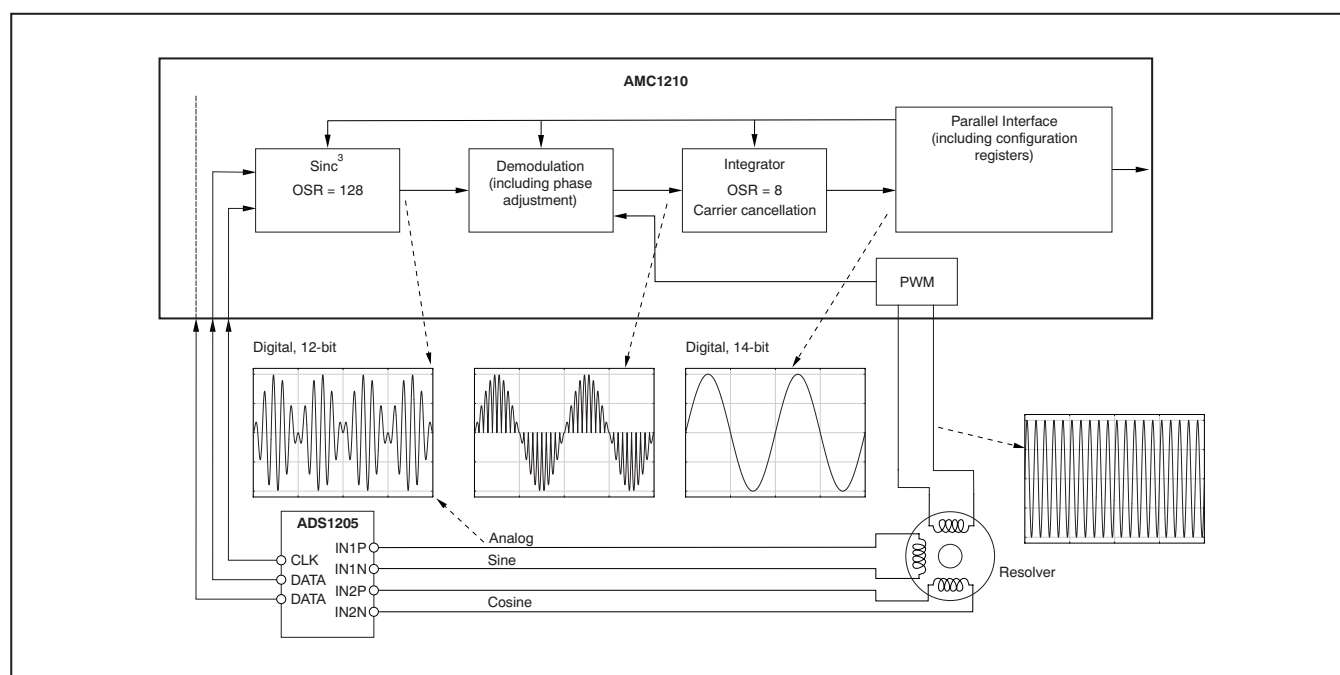 AMC1210
Sinc3
OSR = 128
Demodulation
(including phase
adjustment)
Integrator
OSR = 8
Carrier cancellation
Parallel Interface
(including configuration
registers)
PWM
Digital, 12-bit
Digital, 14-bit
ADS1205
CLK
DATA
DATA
IN1P
IN1N
IN2P
IN2N
Analog
Sine
Cosine
Resolver